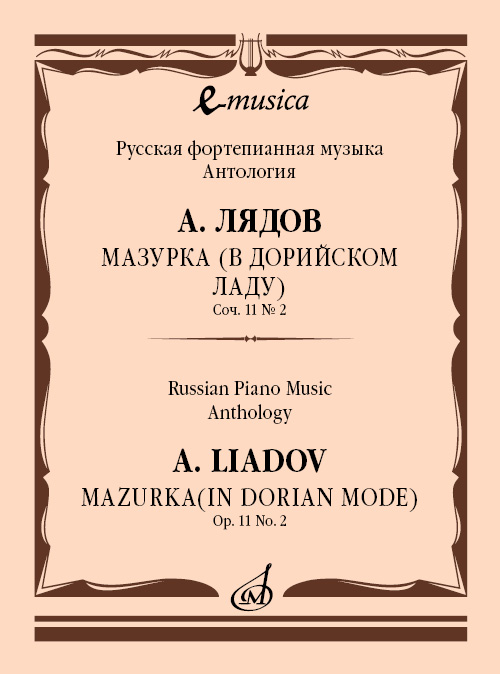 e-musica
Русская фортепианная музыка
Антология
А. ЛЯДОВ
МАЗУРКА (В ДОРИЙСКОМ
ЛАДУ)
Соч. 11 № 2
Russian Piano Music
Anthology
A. LIADOV
MAZURKA(IN DORIAN MODE)
Op. 11 No. 2